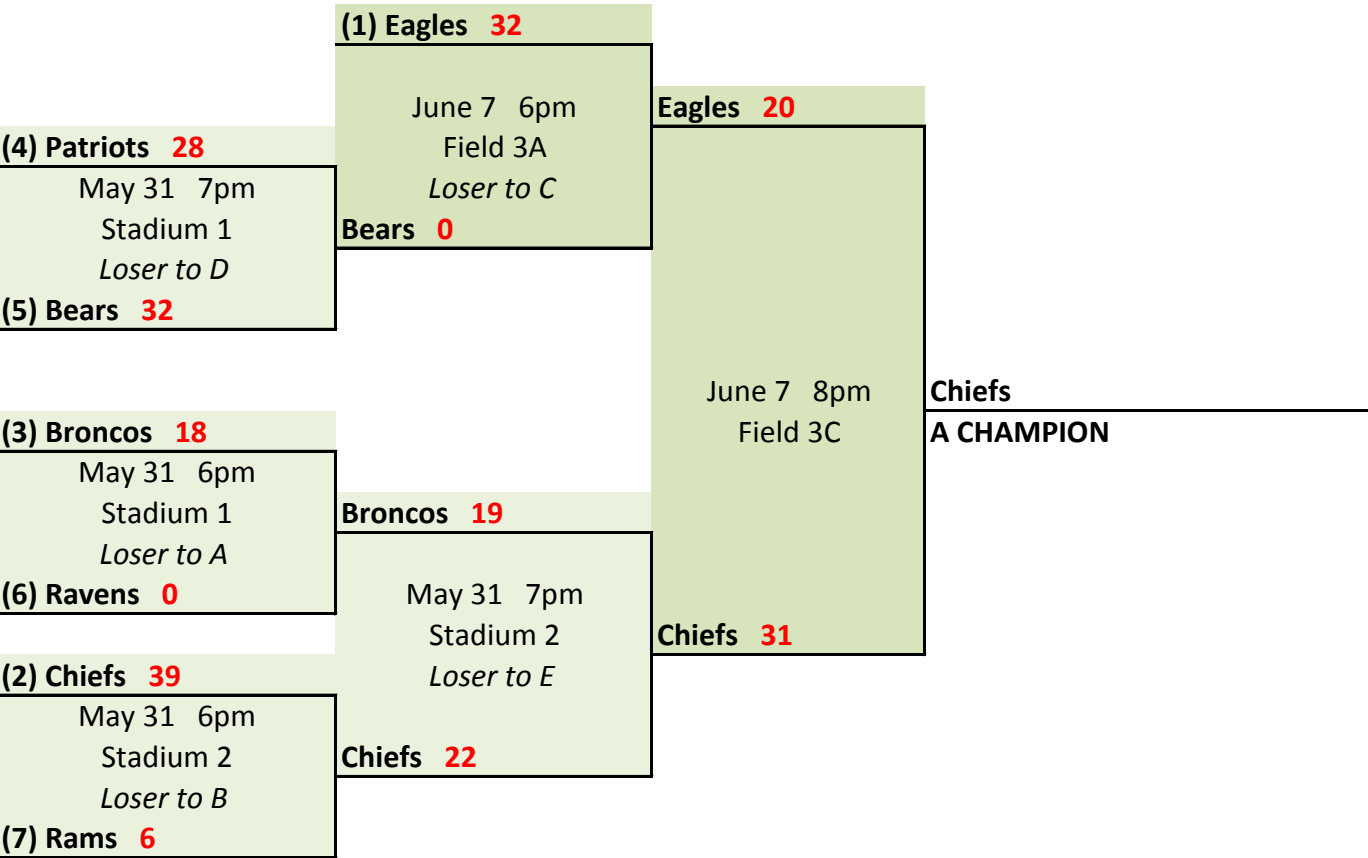 (1) Eagles 32
June 7 6pm
Field 3A
Loser to C
Bears 0
(4) Patriots 28
May 31 7pm
Stadium 1
Loser to D
(5) Bears 32
Eagles 20
June 7 8pm
Field 3C
Chiefs 31
Chiefs
A CHAMPION
(3) Broncos 18
May 31 6pm
Stadium 1
Loser to A
(6) Ravens 0
Broncos 19
May 31 7pm
Stadium 2
Loser to E
Chiefs 22
(2) Chiefs 39
May 31 6pm
Stadium 2
Loser to B
(7) Rams 6